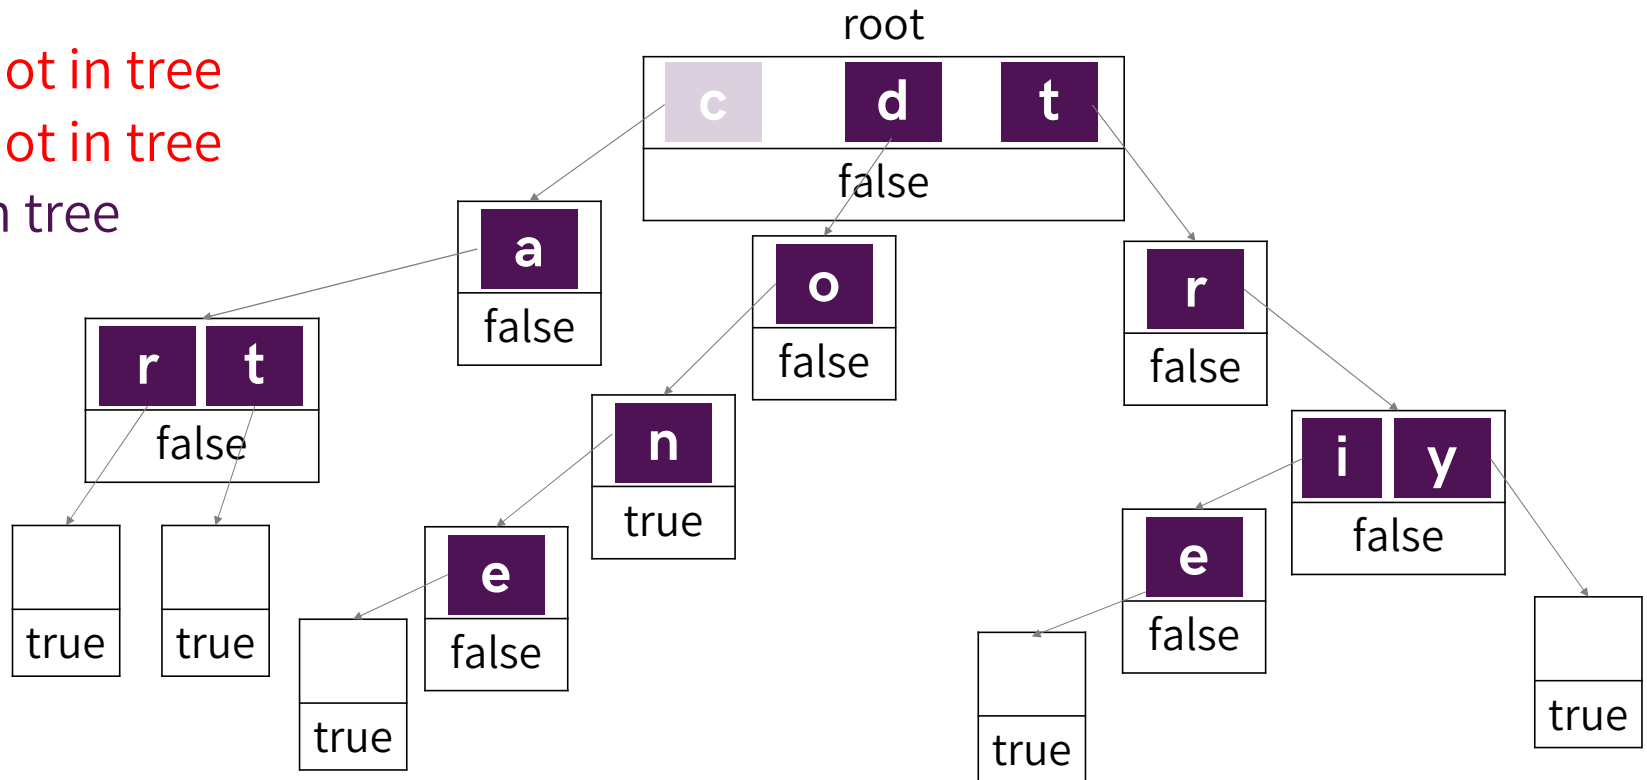 root
ot in tree
c d t
ot in tree
false
n tree
a
o
r
false
false
false
r t
false
n
true
i y
false
e
false
e
false
true
true
true
true
true